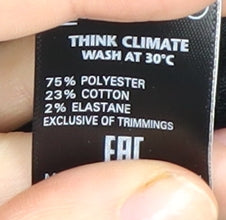 THINK CLIMATE
WASH AT 30°C
75% POLYESTER
23% COTTON
2% ELASTANE
EXCLUSIVE OF TRIMMINGS
EAC